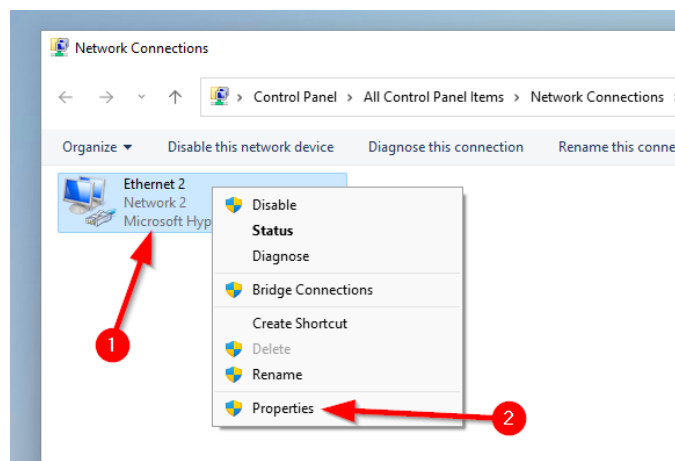 Network Connections
Control Panel > All Control Panel Items > Network Connections
Organize Disable this network device Diagnose this connection Rename this conne
Ethernet 2
Network 2
Microsoft Hyp
Disable
Status
Diagnose
Bridge Connections
Create Shortcut
Delete
Rename
Properties
1
2